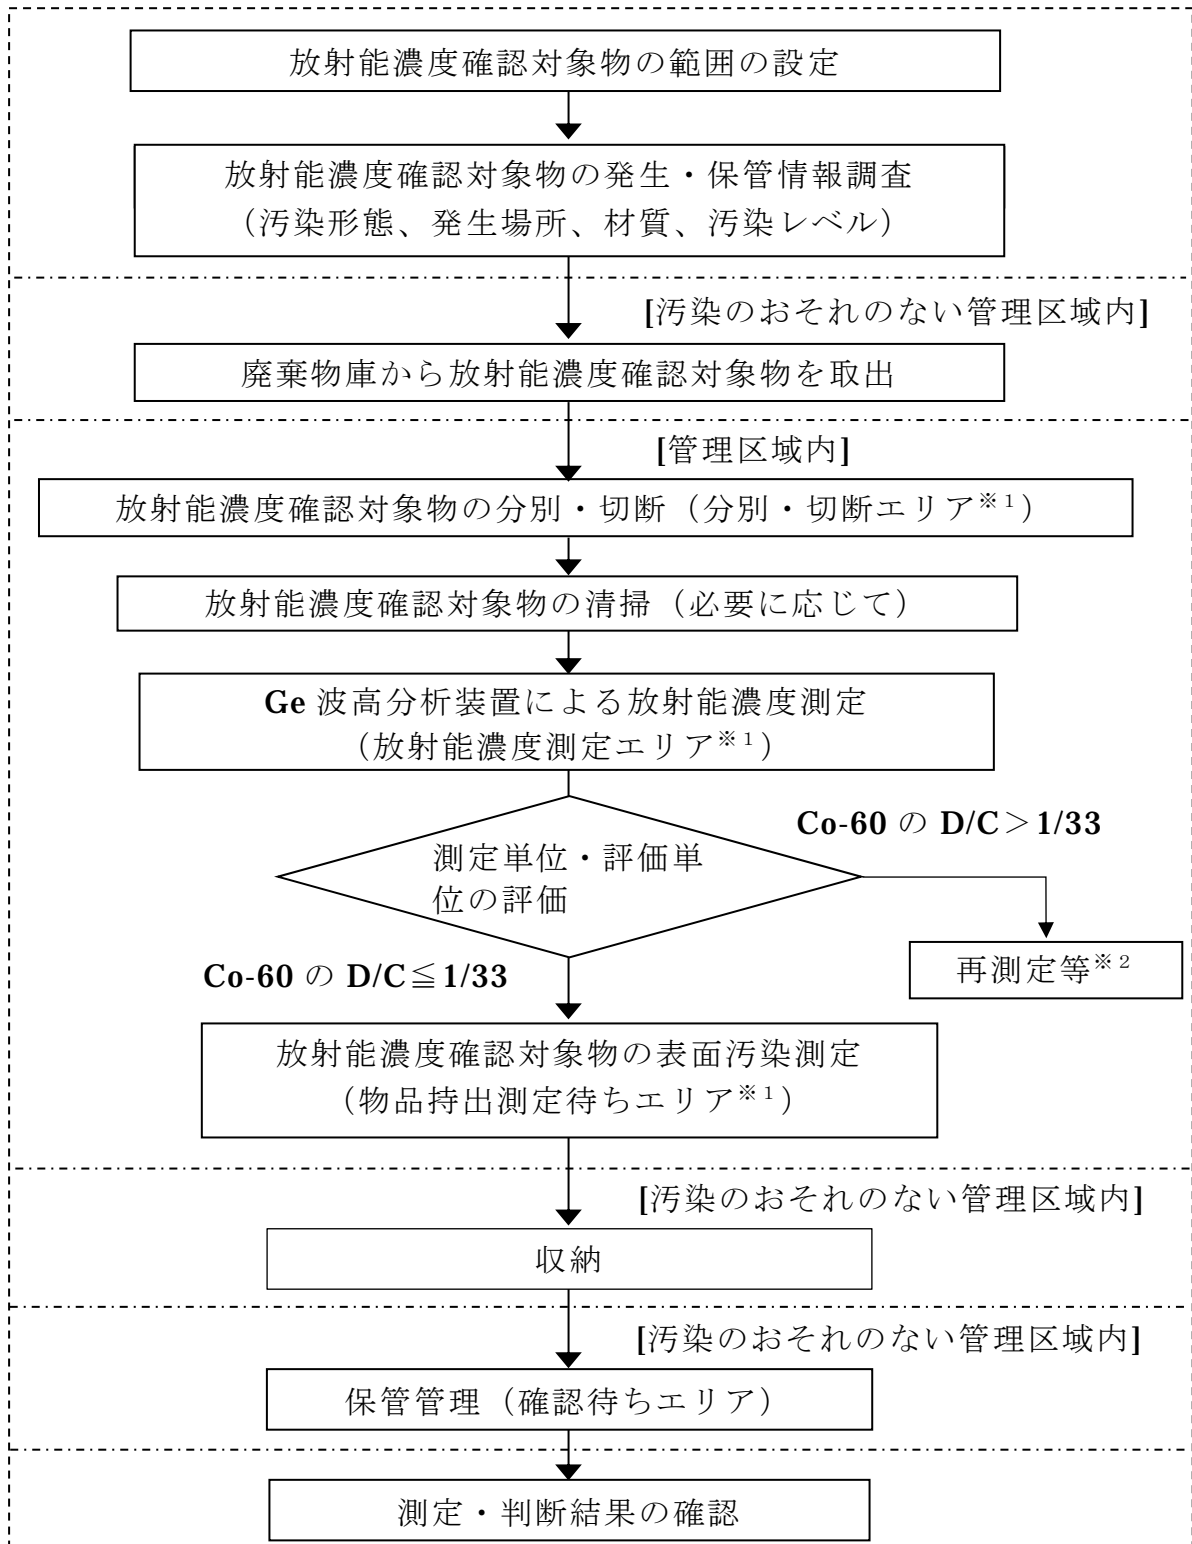 放射能濃度確認対象物の範囲の設定
放射能濃度確認対象物の発生・保管情報調査
（汚染形態、発生場所、材質、汚染レベル）
[汚染のおそれのない管理区域内]
廃棄物庫から放射能濃度確認対象物を取出
[管理区域内]
放射能濃度確認対象物の分別・切断（分別・切断エリア※１）
放射能濃度確認対象物の清掃（必要に応じて）
Ge 波高分析装置による放射能濃度測定
（放射能濃度測定エリア※１）
Co-60 の D/C＞1/33
測定単位・評価単
位の評価
再測定等※２
Co-60 の D/C≦1/33
放射能濃度確認対象物の表面汚染測定
（物品持出測定待ちエリア※１）
[汚染のおそれのない管理区域内]
収納
[汚染のおそれのない管理区域内]
保管管理（確認待ちエリア）
測定・判断結果の確認